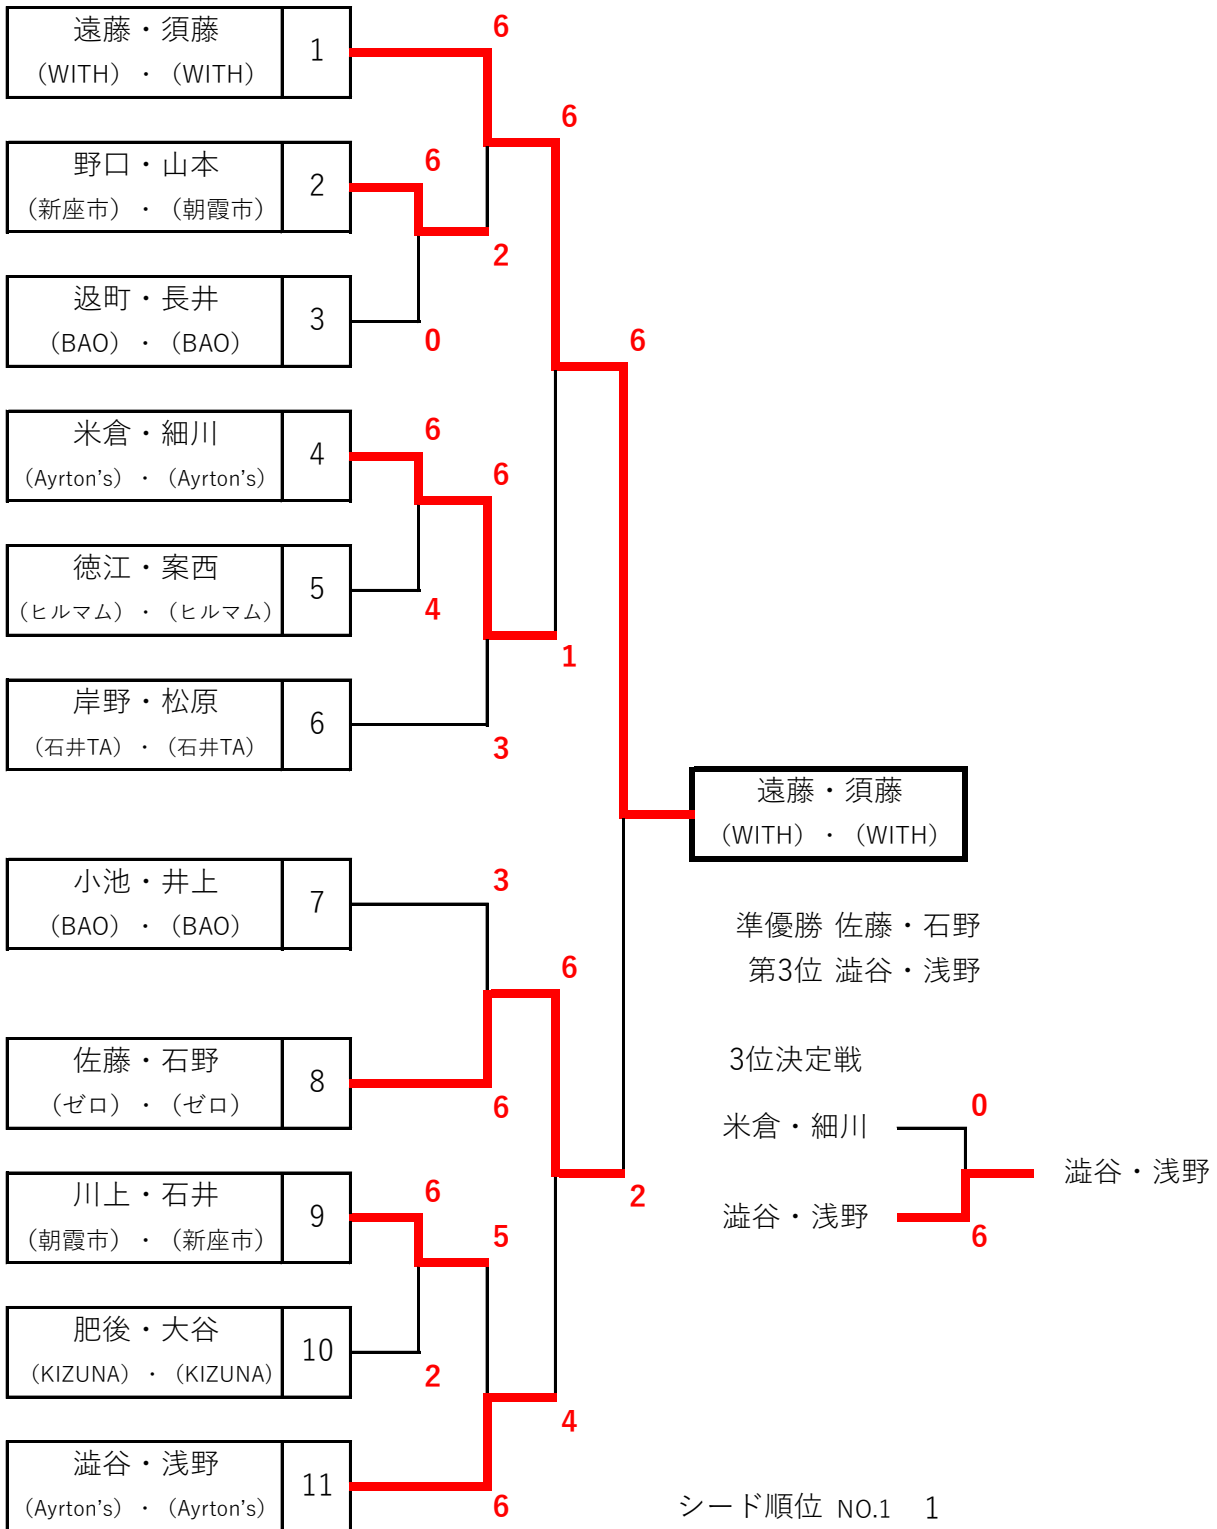 遠藤・須藤
1
(WITH) ・ (WITH)
6
6
野口・山本
2
(新座市) ・ (朝霞市)
6
2
返町・長井
3
(BAO) ・ (BAO)
0
6
米倉・細川
4
(Ayrton's) ・ (Ayrton's)
6
6
徳江・案西
5
(ヒルマム) ・ (ヒルマム)
4
1
岸野・松原
6
(石井TA) ・ (石井TA)
3
遠藤・須藤
(WITH) ・ (WITH)
小池・井上
7
(BAO) ・ (BAO)
3
6
準優勝 佐藤・石野
第3位 澁谷・浅野
佐藤・石野
8
(ゼロ) ・ (ゼロ)
6
3位決定戦
米倉・細川
0
澁谷・浅野
澁谷・浅野
6
2
川上・石井
9
(朝霞市) ・ (新座市)
6
5
肥後・大谷
10
(KIZUNA) ・ (KIZUNA)
2
4
澁谷・浅野
11
(Ayrton's) ・ (Ayrton's)
6
シード順位 NO.1 1